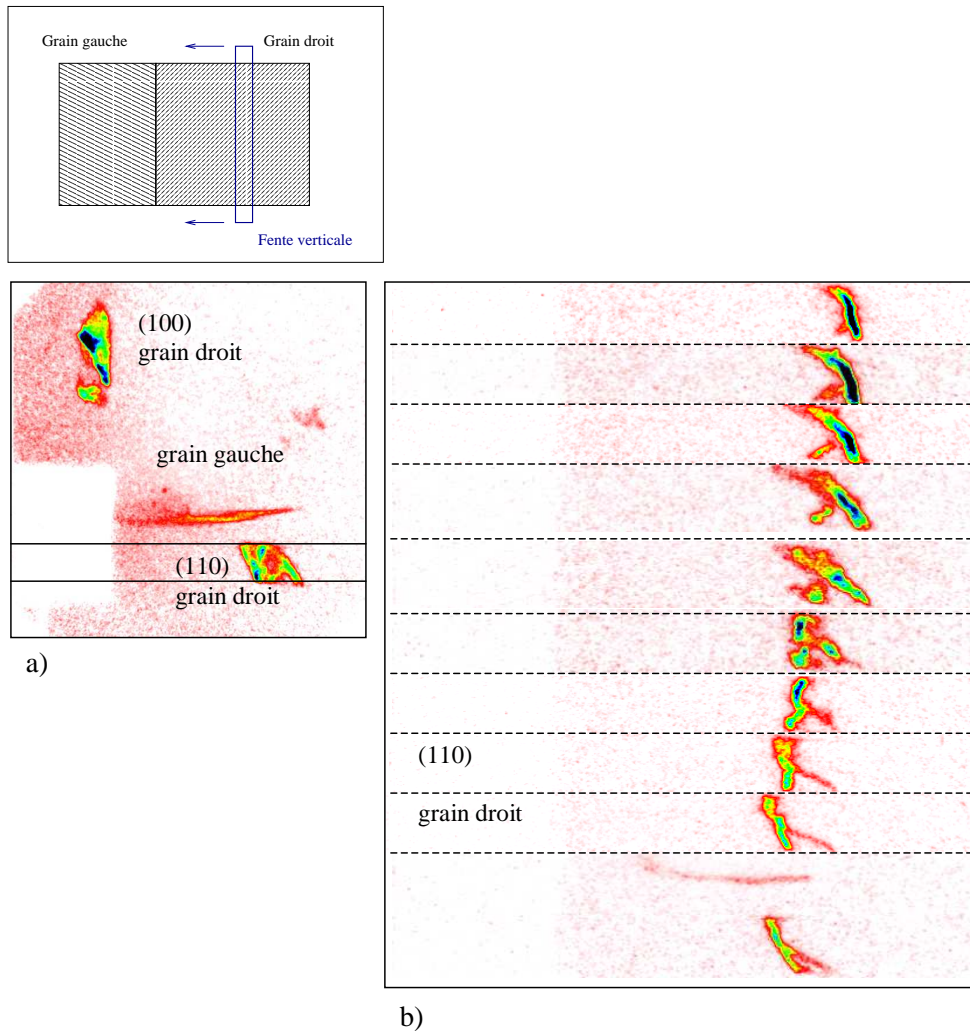 Grain gauche
Grain droit
Fente verticale
(100)
grain droit
grain gauche
(110)
grain droit
a)
(110)
grain droit
b)